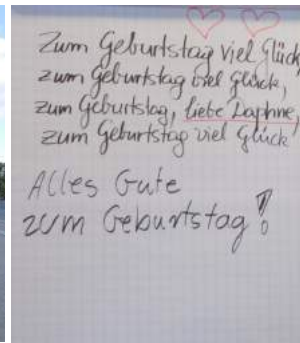 Zum Geburtstag viel Glück
zum Geburtstag viel Glück,
zum Geburtstag, liebe Daphne,
zum Geburtstag viel Glück
Alles Gute
zum Geburtstag!